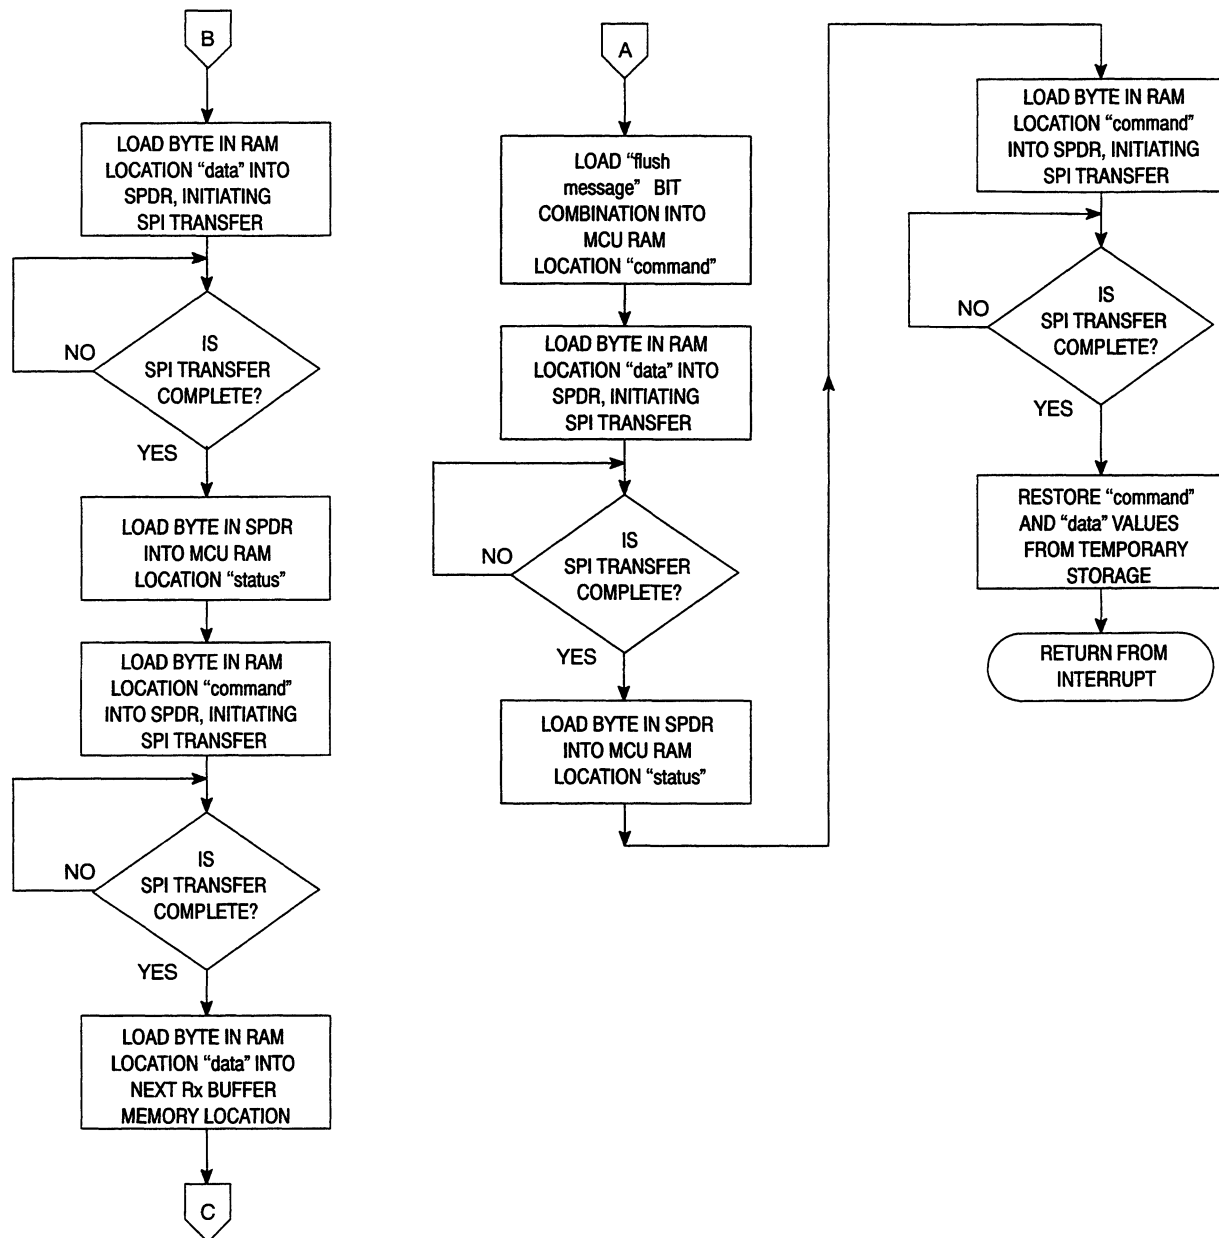 B
LOAD BYTE IN RAM
LOCATION “data” INTO
SPDR, INITIATING
SPI TRANSFER
NO
IS
SPI TRANSFER
COMPLETE?
YES
LOAD BYTE IN SPDR
INTO MCU RAM
LOCATION “status”
LOAD BYTE IN RAM
LOCATION “command”
INTO SPDR, INITIATING
SPI TRANSFER
NO
IS
SPI TRANSFER
COMPLETE?
YES
LOAD BYTE IN RAM
LOCATION “data” INTO
NEXT Rx BUFFER
MEMORY LOCATION
C
A
LOAD “flush
message” BIT
COMBINATION INTO
MCU RAM
LOCATION “command”
LOAD BYTE IN RAM
LOCATION “data” INTO
SPDR, INITIATING
SPI TRANSFER
NO
IS
SPI TRANSFER
COMPLETE?
YES
LOAD BYTE IN SPDR
INTO MCU RAM
LOCATION “status”
LOAD BYTE IN RAM
LOCATION “command”
INTO SPDR, INITIATING
SPI TRANSFER
NO
IS
SPI TRANSFER
COMPLETE?
YES
RESTORE “command”
AND “data” VALUES
FROM TEMPORARY
STORAGE
RETURN FROM
INTERRUPT